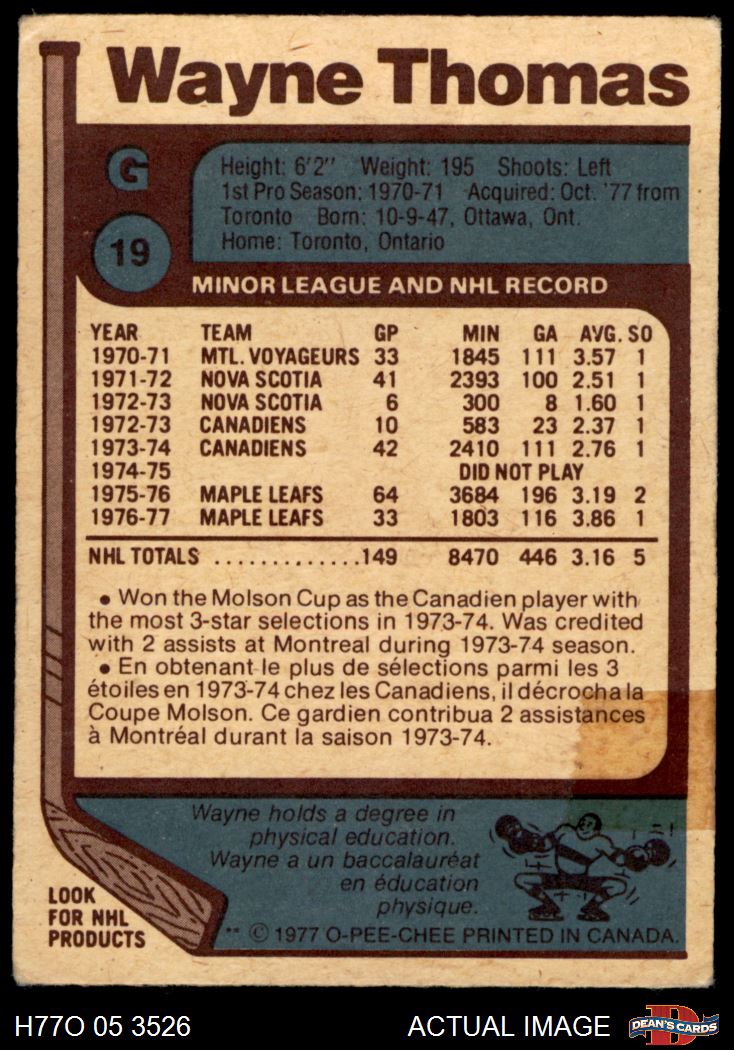 Wayne Thomas
G
19
Height: 6'2'' Weight: 195 Shoots: Left
1st Pro Season: 1970-71 Acquired: Oct. '77 from
Toronto Born: 10-9-47, Ottawa, Ont.
Home: Toronto, Ontario
MINOR LEAGUE AND NHL RECORD
YEAR TEAM GP MIN GA AVG. SO
1970-71 MTL. VOYAGEURS 33 1845 111 3.57 1
1971-72 NOVA SCOTIA 41 2393 100 2.51 1
1972-73 NOVA SCOTIA 6 300 8 1.60 1
1972-73 CANADIENS 10 583 23 2.37 1
1973-74 CANADIENS 42 2410 111 2.76 1
1974-75 DID NOT PLAY
1975-76 MAPLE LEAFS 64 3684 196 3.19 2
1976-77 MAPLE LEAFS 33 1803 116 3.86 1
NHL TOTALS .............149 8470 446 3.16 5
• Won the Molson Cup as the Canadien player with
the most 3-star selections in 1973-74. Was credited
with 2 assists at Montreal during 1973-74 season.
• En obtenant le plus de sélections parmi les 3
étoiles en 1973-74 chez les Canadiens, il décrocha la
Coupe Molson. Ce gardien contribua 2 assistances
à Montréal durant la saison 1973-74.
Wayne holds a degree in
physical education.
Wayne a un baccalauréat
en éducation
physique.
LOOK
FOR NHL
PRODUCTS
** © 1977 O-PEE-CHEE PRINTED IN CANADA.
H77O 05 3526 ACTUAL IMAGE DEAN'S CARDS